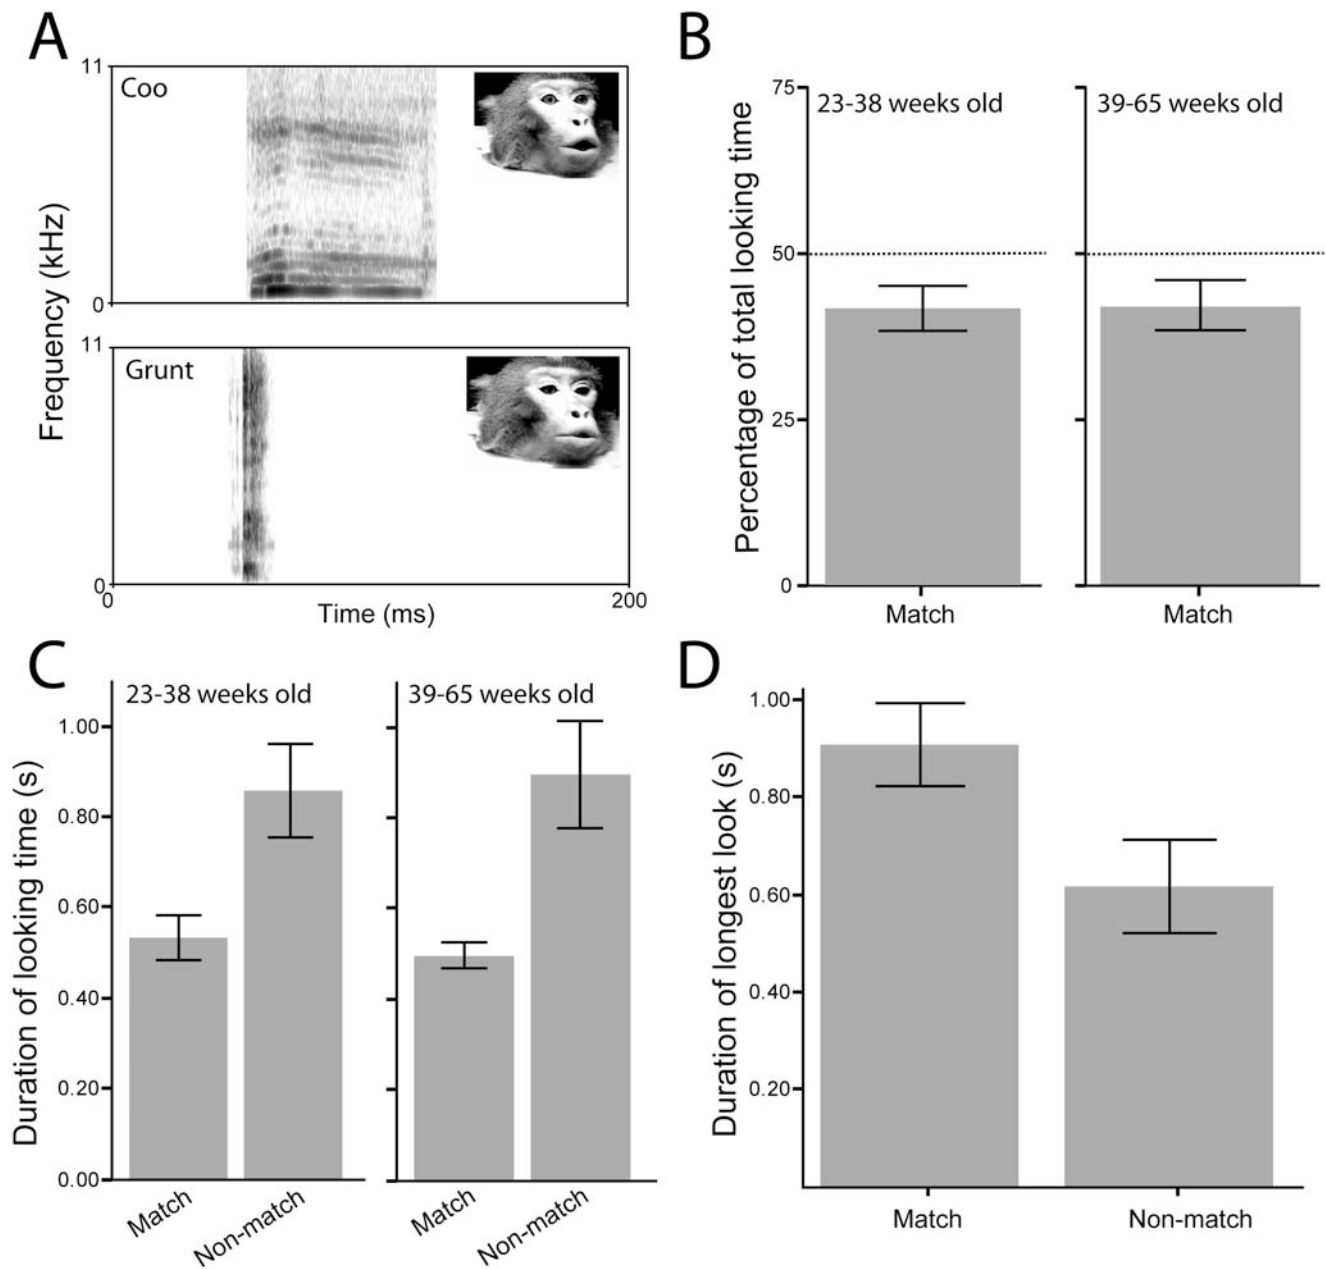 A
11
Coo
0
Frequency (kHz)
11
Grunt
0
0
200
Time (ms)
B
75
23-38 weeks old
39-65 weeks old
50
25
0
Percentage of total looking time
Match
Match
C
23-38 weeks old
39-65 weeks old
1.00
0.80
0.60
0.40
0.20
0.00
Duration of looking time (s)
Match
Non-match
Match
Non-match
D
1.00
0.80
0.60
0.40
0.20
Duration of longest look (s)
Match
Non-match